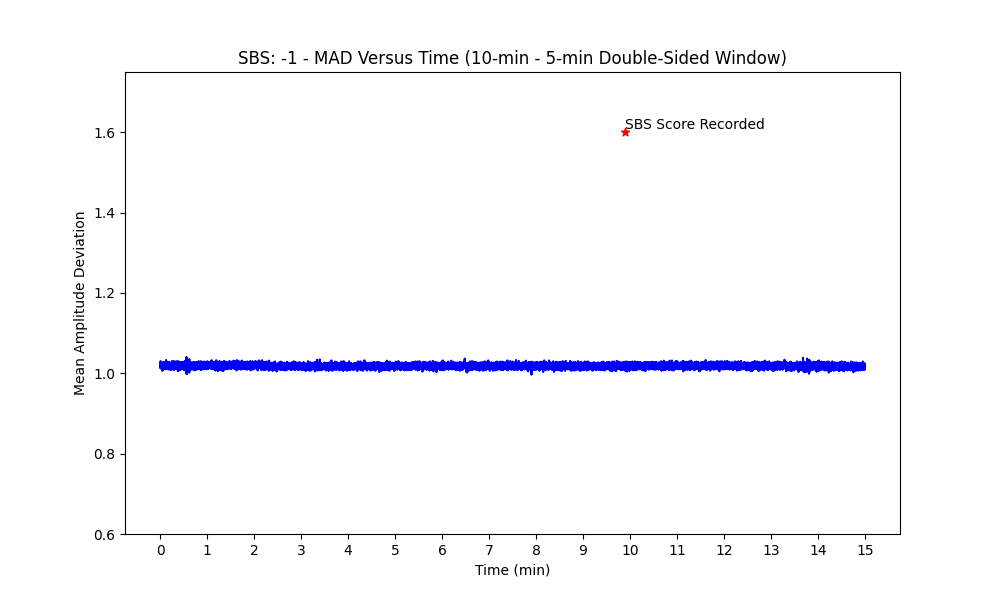 SBS: -1 - MAD Versus Time (10-min - 5-min Double-Sided Window)
SBS Score Recorded
Mean Amplitude Deviation
1.6
1.4
1.2
1.0
0.8
0.6
0 1 2 3 4 5 6 7 8 9 10 11 12 13 14 15
Time (min)